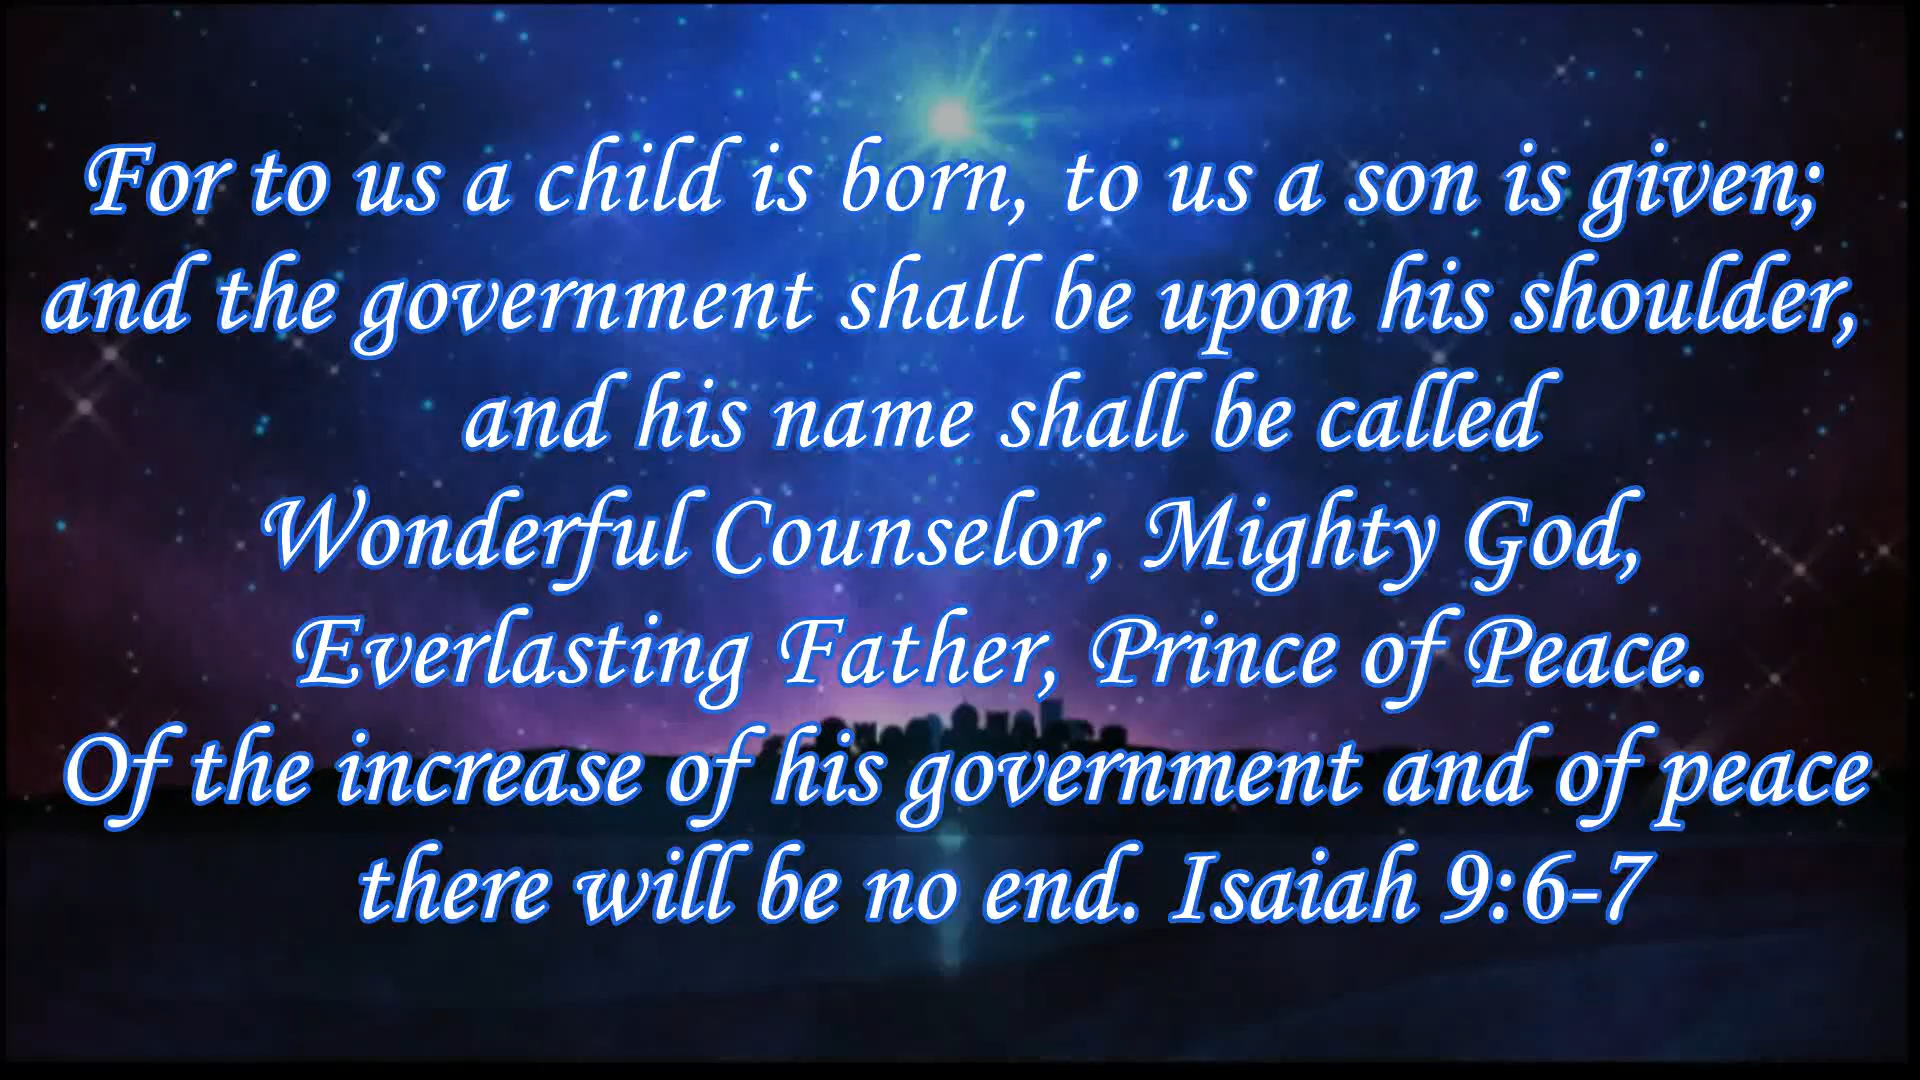 For to us a child is born, to us a son is given;
and the government shall be upon his shoulder,
and his name shall be called
Wonderful Counselor, Mighty God,
Everlasting Father, Prince of Peace.
Of the increase of his government and of peace
there will be no end. Isaiah 9:6-7